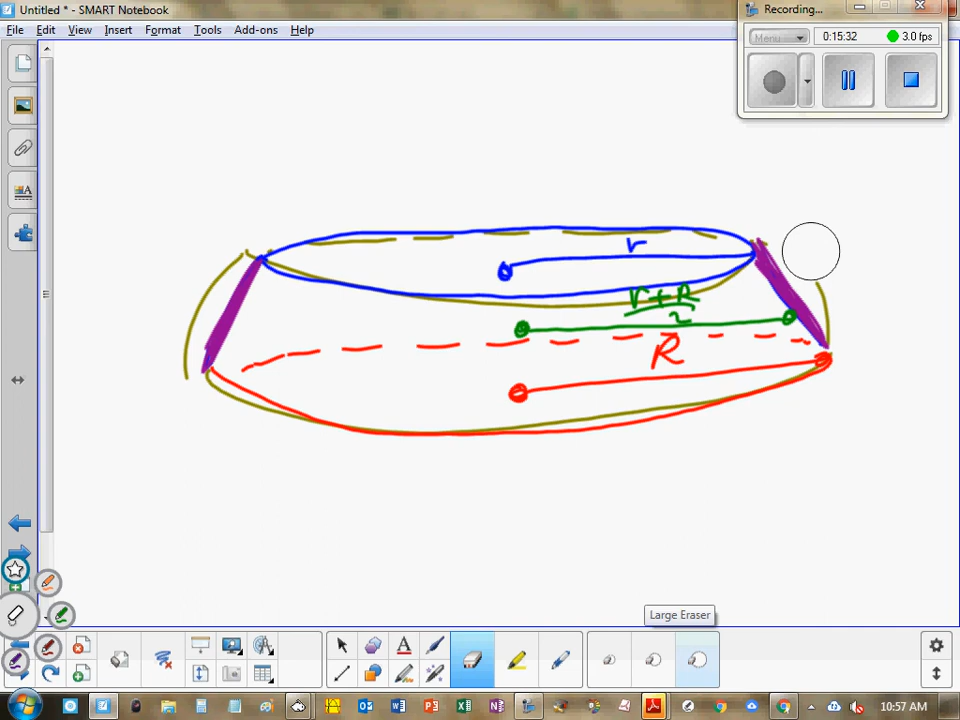 Untitled * - SMART Notebook
Recording...
File Edit View Insert Format Tools Add-ons Help
Menu
0:15:32
3.0 fps
r
r+R
2
R
Large Eraser
10:57 AM